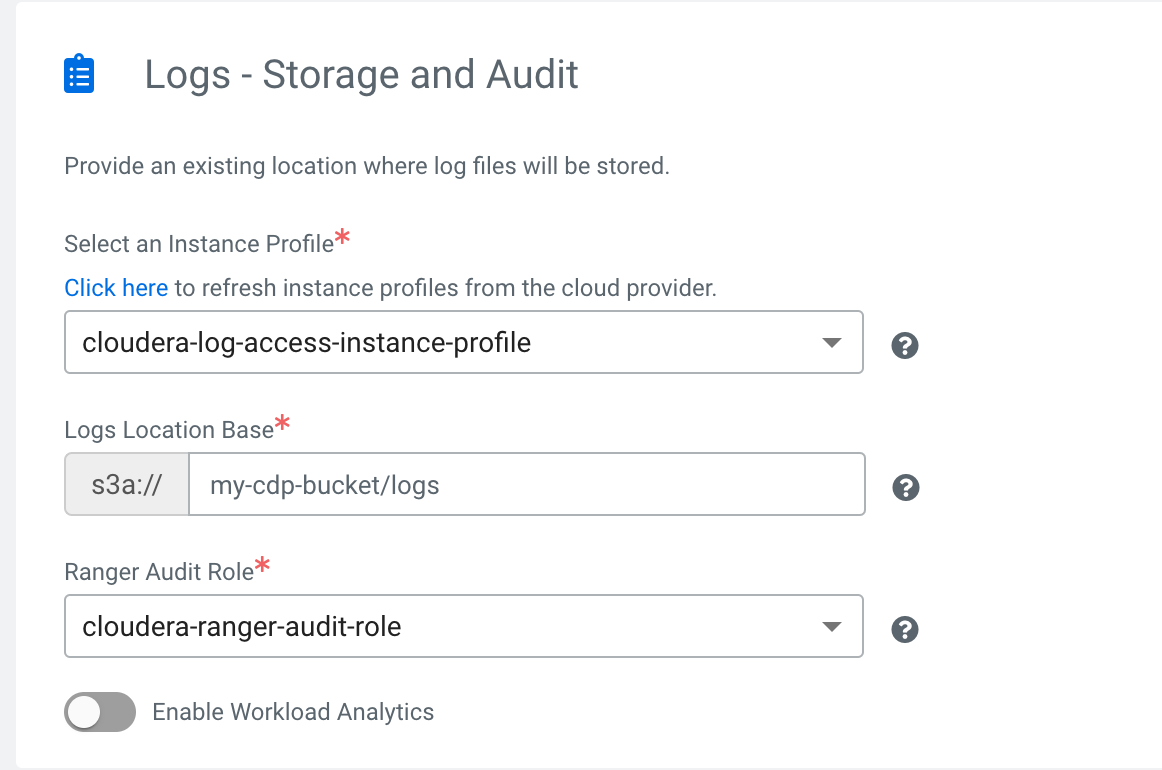 Logs - Storage and Audit
Provide an existing location where log files will be stored.
Select an Instance Profile*
Click here to refresh instance profiles from the cloud provider.
cloudera-log-access-instance-profile
Logs Location Base*
s3a:// my-cdp-bucket/logs
Ranger Audit Role*
cloudera-ranger-audit-role
Enable Workload Analytics